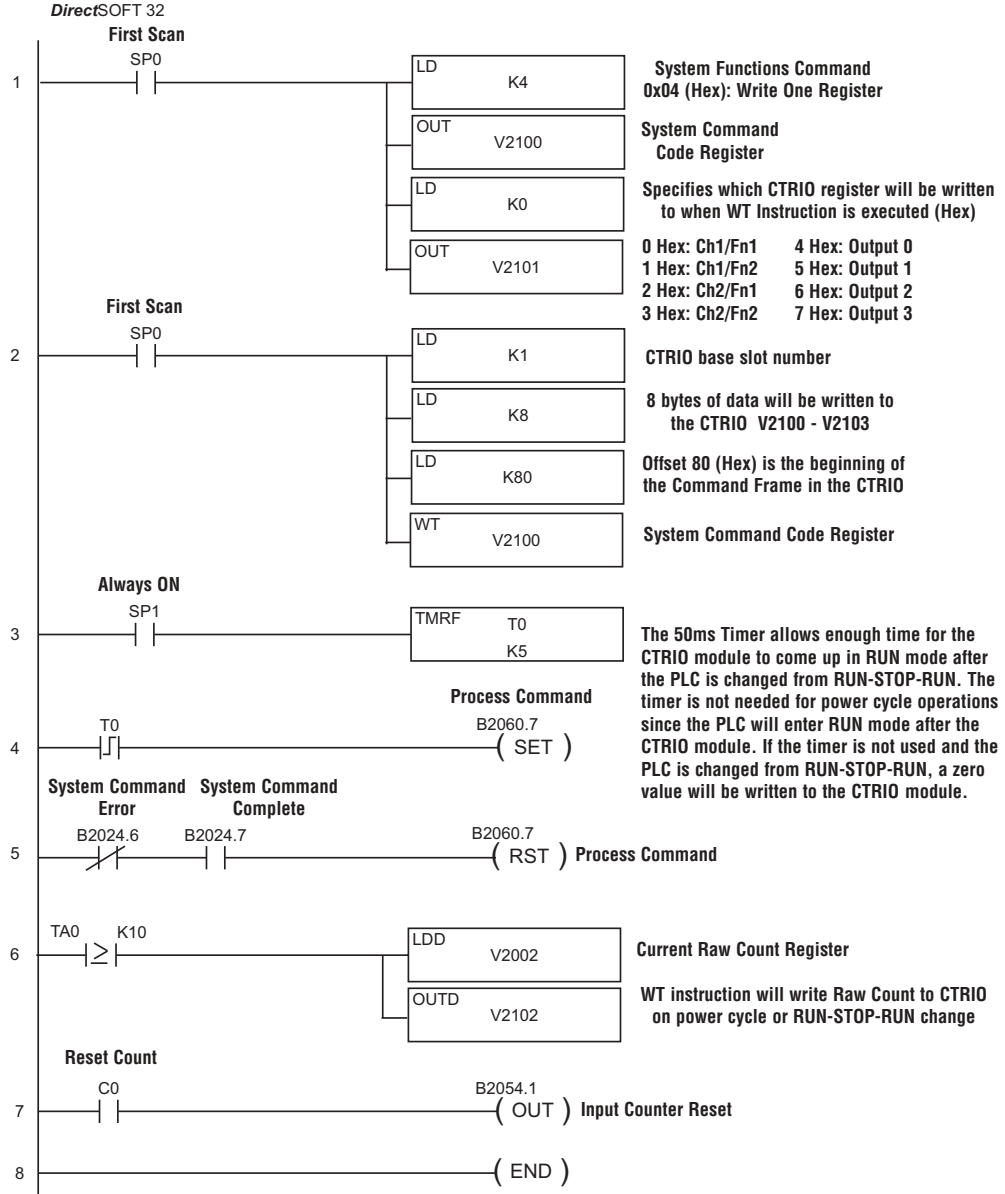 DirectSOFT 32
First Scan
SP0
1
LD
K4
System Functions Command
0x04 (Hex): Write One Register
OUT
V2100
System Command
Code Register
LD
K0
Specifies which CTRIO register will be written
to when WT Instruction is executed (Hex)
OUT
V2101
0 Hex: Ch1/Fn1 4 Hex: Output 0
1 Hex: Ch1/Fn2 5 Hex: Output 1
2 Hex: Ch2/Fn1 6 Hex: Output 2
3 Hex: Ch2/Fn2 7 Hex: Output 3
First Scan
SP0
2
LD
K1
CTRIO base slot number
LD
K8
8 bytes of data will be written to
the CTRIO V2100 - V2103
LD
K80
Offset 80 (Hex) is the beginning of
the Command Frame in the CTRIO
WT
V2100
System Command Code Register
Always ON
SP1
3
TMRF T0
K5
The 50ms Timer allows enough time for the
CTRIO module to come up in RUN mode after
the PLC is changed from RUN-STOP-RUN. The
timer is not needed for power cycle operations
since the PLC will enter RUN mode after the
CTRIO module. If the timer is not used and the
PLC is changed from RUN-STOP-RUN, a zero
value will be written to the CTRIO module.
Process Command
T0
B2060.7
4
( SET )
System Command
Error
System Command
Complete
B2024.6
B2024.7
B2060.7
5
( RST ) Process Command
TA0
K10
6
≥
LDD
V2002
Current Raw Count Register
OUTD
V2102
WT instruction will write Raw Count to CTRIO
on power cycle or RUN-STOP-RUN change
Reset Count
C0
B2054.1
7
( OUT ) Input Counter Reset
8
( END )